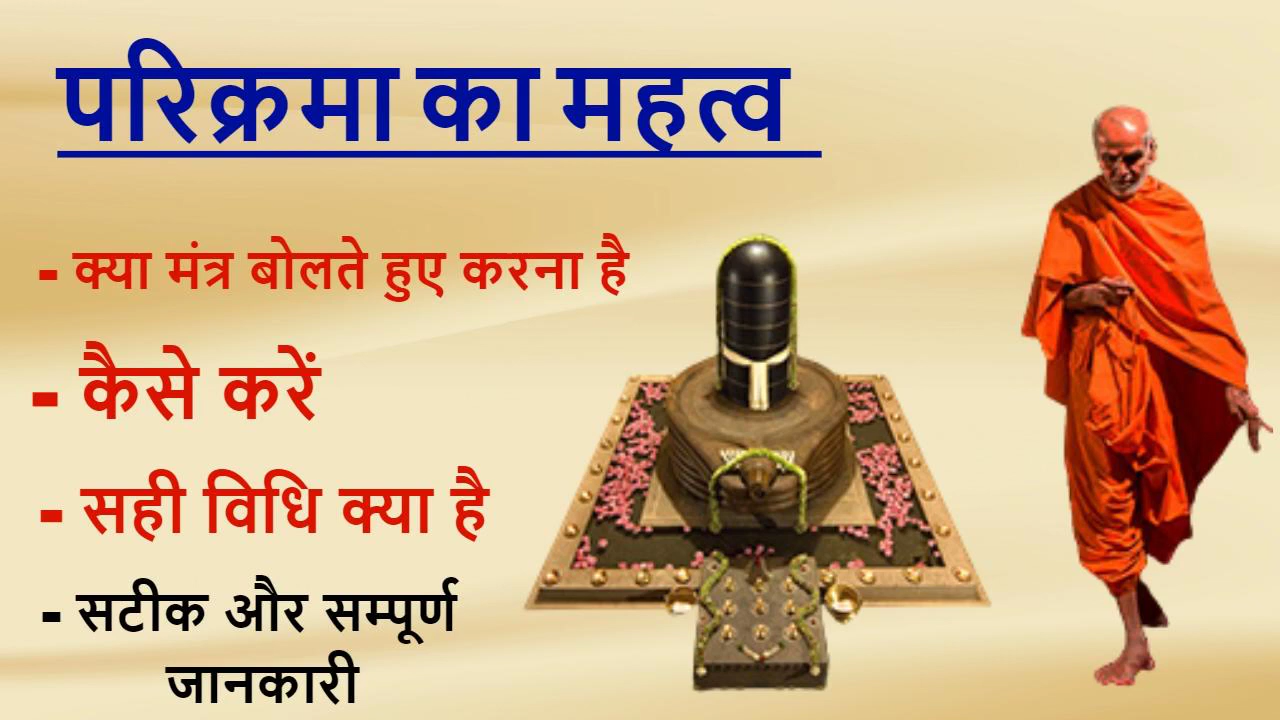 परिक्रमा का महत्व
- क्या मंत्र बोलते हुए करना है
- कैसे करें
- सही विधि क्या है
- सटीक और सम्पूर्ण
जानकारी